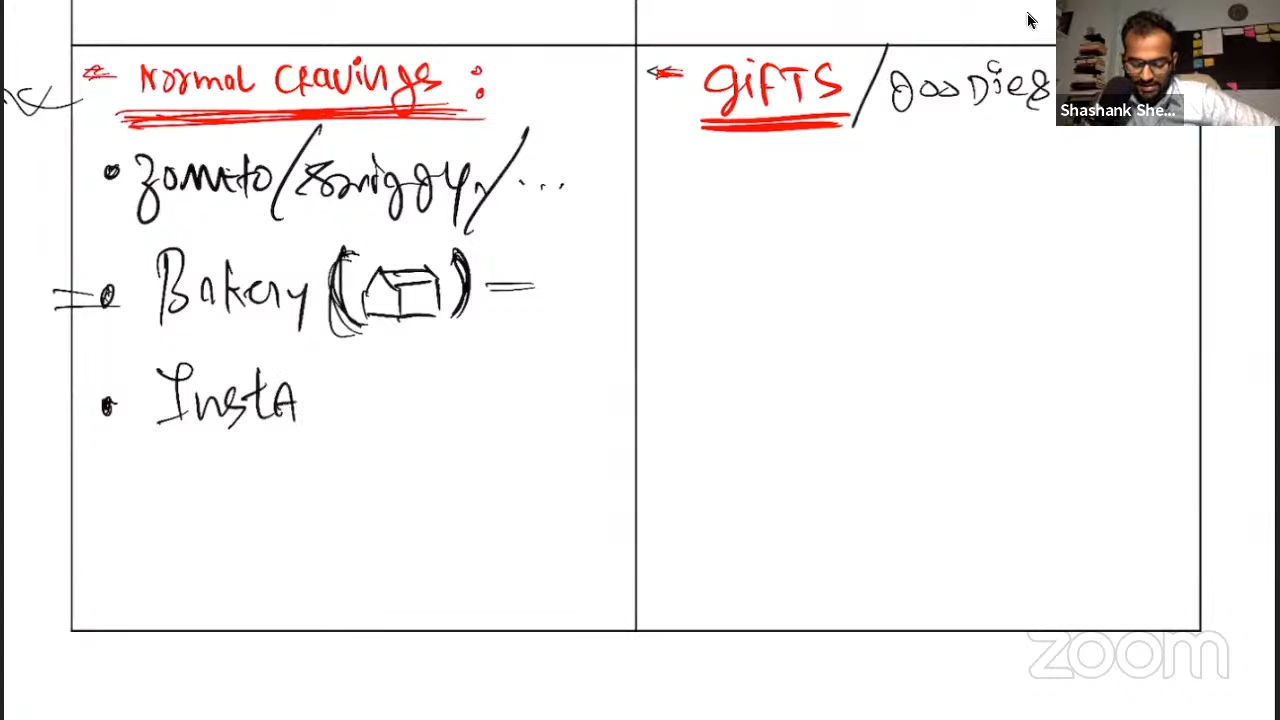 Normal Cravings :
• Zomato/Swiggy/...
• Bakery ( ) =
• InstA
GiFTS / gooDies
Shashank She...
zoom